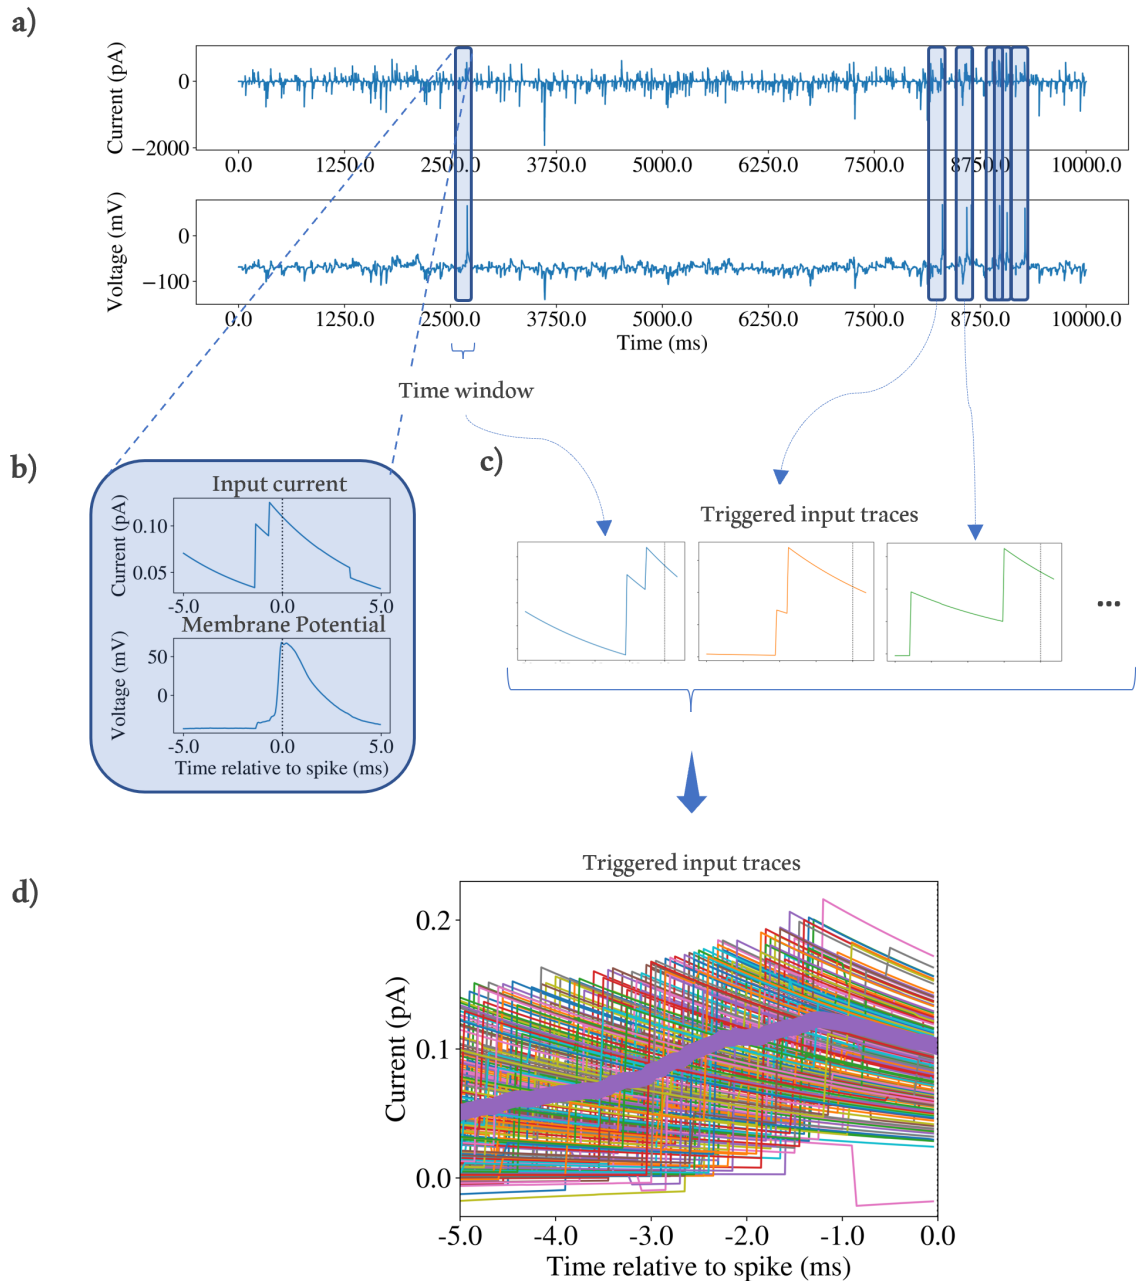 a)
Current (pA)
0
−2000
0.0 1250.0 2500.0 3750.0 5000.0 6250.0 7500.0 8750.0 10000.0
Voltage (mV)
0
−100
0.0 1250.0 2500.0 3750.0 5000.0 6250.0 7500.0 8750.0 10000.0
Time (ms)
Time window
b)
Input current
Current (pA)
0.10
0.05
-5.0 0.0 5.0
Membrane Potential
Voltage (mV)
50
0
-5.0 0.0 5.0
Time relative to spike (ms)
c)
Triggered input traces
...
d)
Triggered input traces
Current (pA)
0.2
0.1
0.0
-5.0 -4.0 -3.0 -2.0 -1.0 0.0
Time relative to spike (ms)